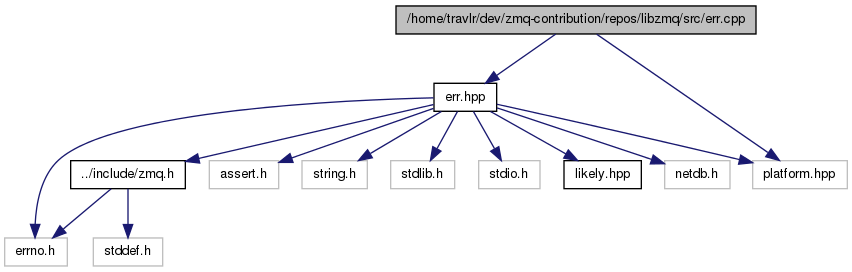 /home/travlr/dev/zmq-contribution/repos/libzmq/src/err.cpp
err.hpp
../include/zmq.h
assert.h
string.h
stdlib.h
stdio.h
likely.hpp
netdb.h
platform.hpp
errno.h
stddef.h